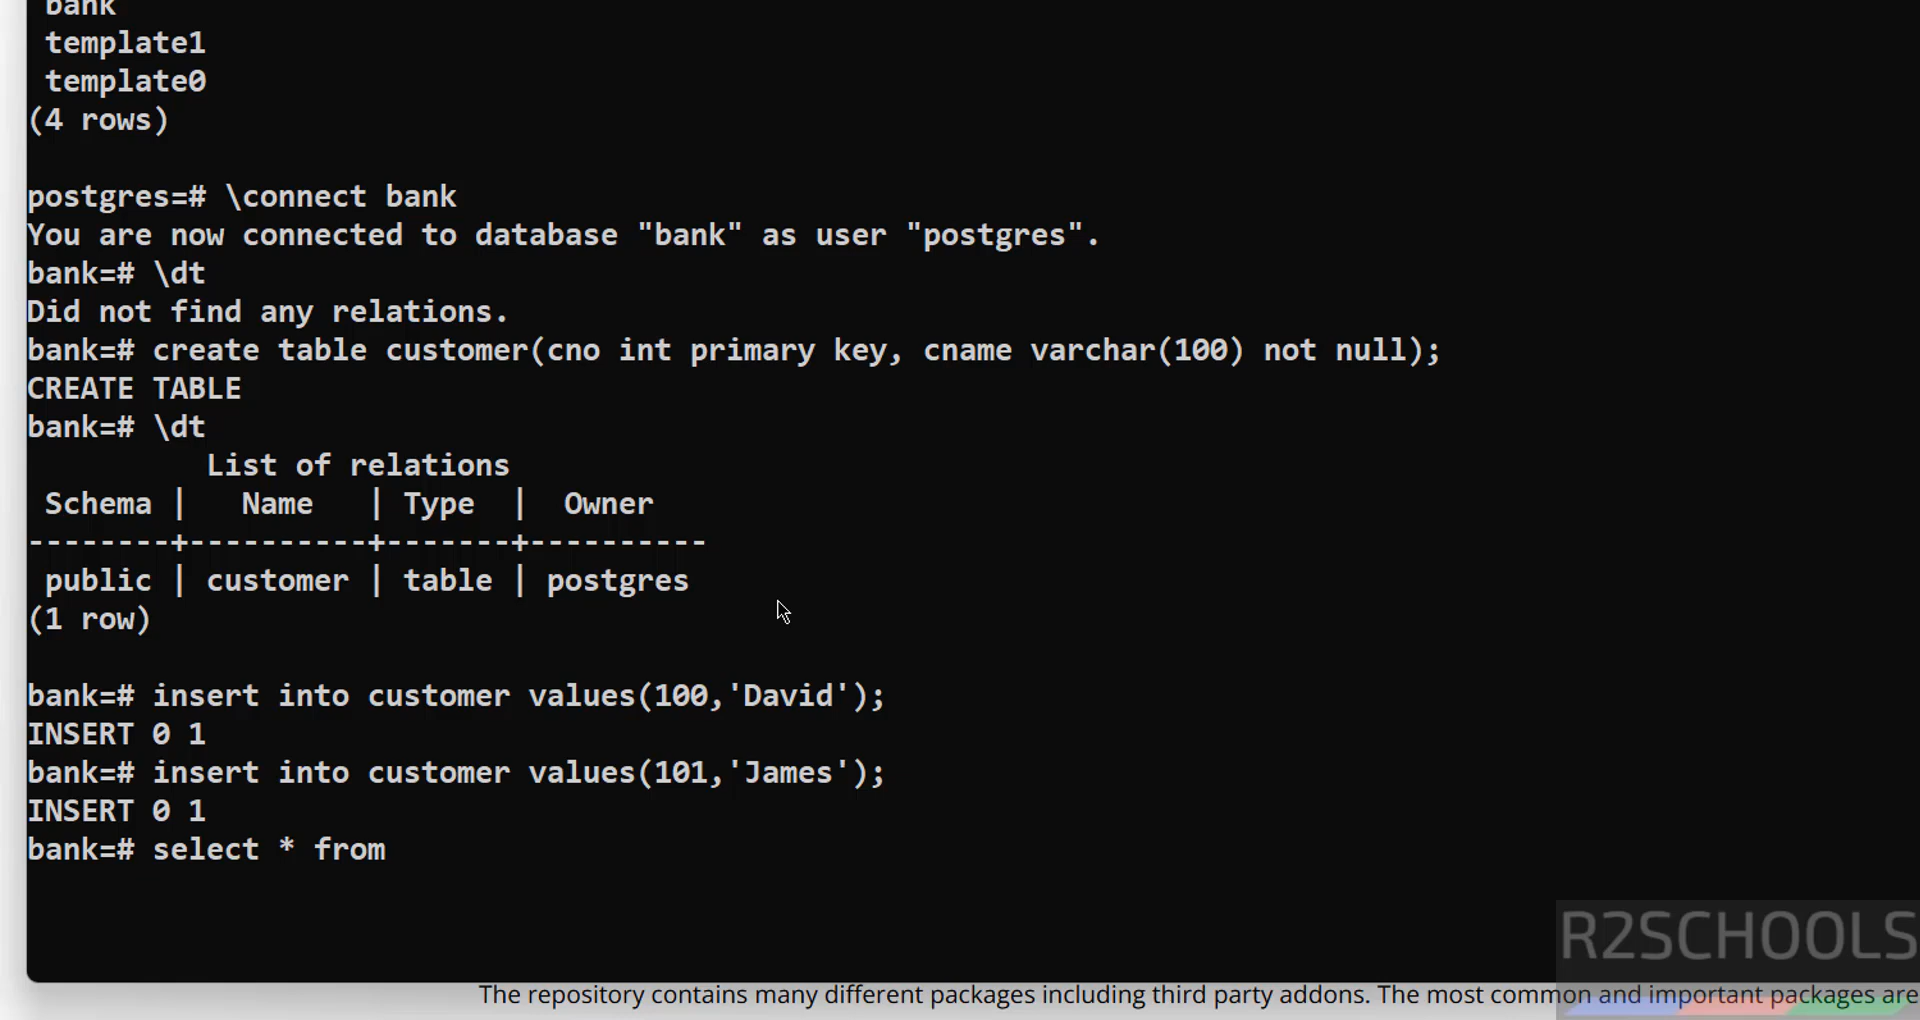 bank
template1
template0
(4 rows)
postgres=# \connect bank
You are now connected to database "bank" as user "postgres".
bank=# \dt
Did not find any relations.
bank=# create table customer(cno int primary key, cname varchar(100) not null);
CREATE TABLE
bank=# \dt
List of relations
Schema | Name | Type | Owner
--------+----------+-------+----------
public | customer | table | postgres
(1 row)
bank=# insert into customer values(100,'David');
INSERT 0 1
bank=# insert into customer values(101,'James');
INSERT 0 1
bank=# select * from
R2SCHOOLS
The repository contains many different packages including third party addons. The most common and important packages are